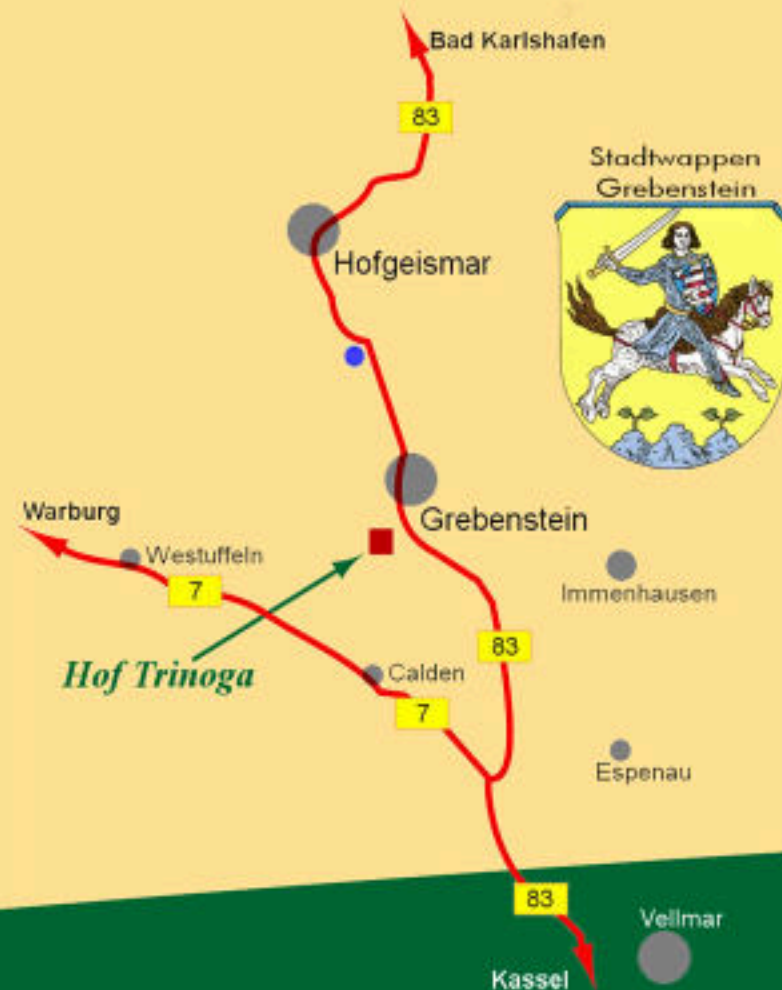 Bad Karlshafen
83
Stadtwappen
Grebenstein
Hofgeismar
Warburg
Grebenstein
Westuffeln
7
Immenhausen
83
Hof Trinoga
Calden
7
Espenau
83
Vellmar
Kassel